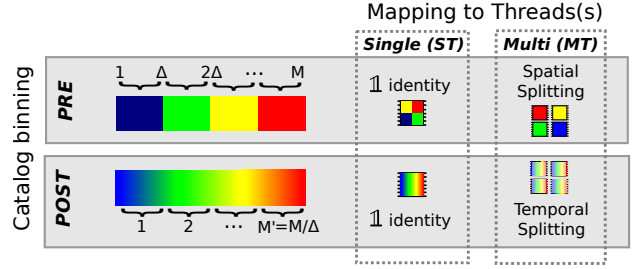 Mapping to Threads(s)
Single (ST)
Multi (MT)
Catalog binning
PRE
1 Δ 2Δ ... M
𝟙 identity
Spatial
Splitting
POST
1 2 ... M'=M/Δ
𝟙 identity
Temporal
Splitting